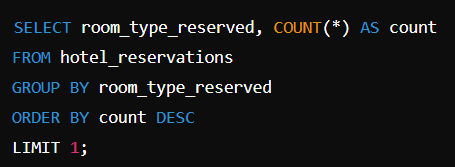 SELECT room_type_reserved, COUNT(*) AS count
FROM hotel_reservations
GROUP BY room_type_reserved
ORDER BY count DESC
LIMIT 1;